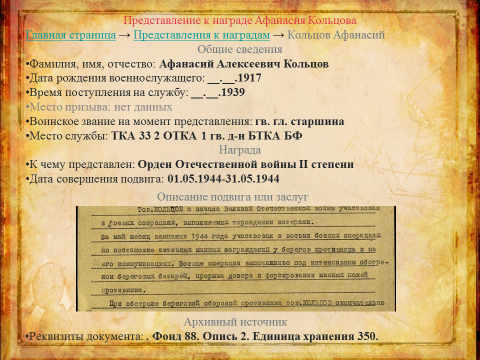 Представление к награде Афанасия Кольцова
Главная страница → Представления к наградам → Кольцов Афанасий
Общие сведения
•Фамилия, имя, отчество: Афанасий Алексеевич Кольцов
•Дата рождения военнослужащего: __.__.1917
•Время поступления на службу: __.__.1939
•Место призыва: нет данных
•Воинское звание на момент представления: гв. гл. старшина
•Место службы: ТКА 33 2 ОТКА 1 гв. д-н БТКА БФ
Награда
•К чему представлен: Орден Отечественной войны II степени
•Дата совершения подвига: 01.05.1944-31.05.1944
Описание подвига или заслуг
Тов.КОЛЬЦОВ с начала Великой Отечественной войны участвовал
в боевых операциях, выполняемых торпедными катерами.
За май месяц кампании 1944 года участвовал в восьми боевых операциях
по постановке активных минных заграждений у берегов противника и на
его коммуникациях. Боевые операции выполнялись под интенсивным обстре-
лом береговых батарей, прерыва дозора и форсирования минных полей
противника.
При обстреле береговой обороной противника тов.КОЛЬЦОВ окончательно
Архивный источник
•Реквизиты документа: . Фонд 88. Опись 2. Единица хранения 350.